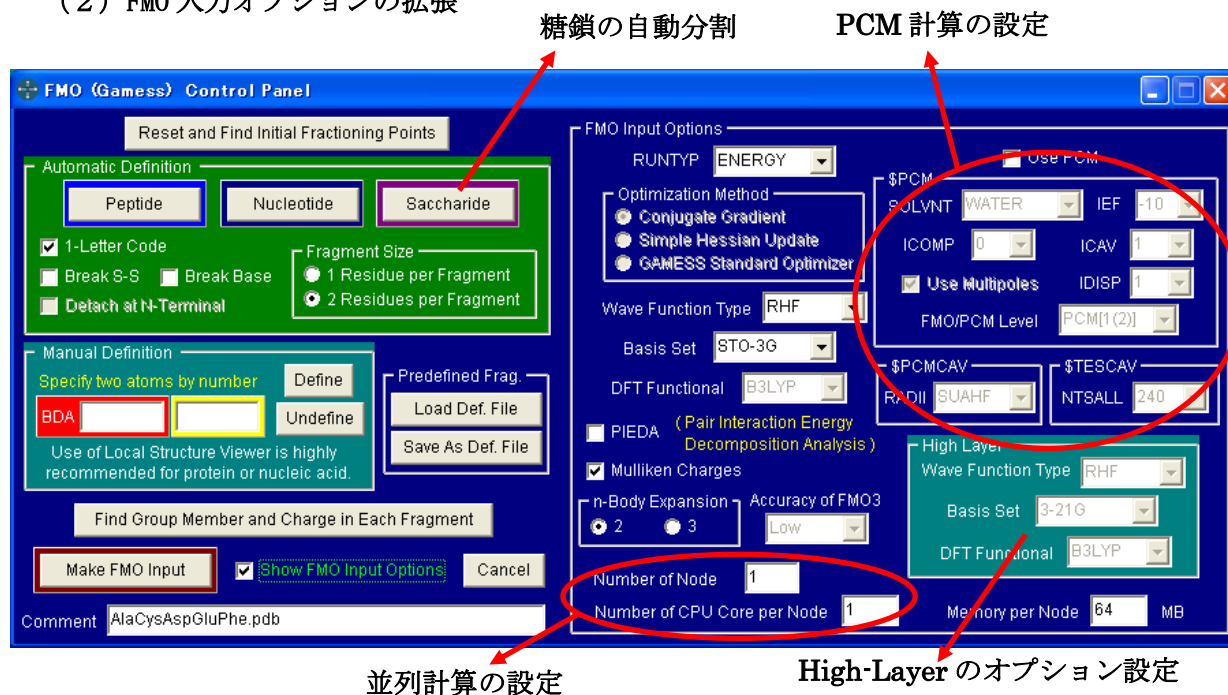 （２）FMO 入力オプションの拡張
糖鎖の自動分割
PCM 計算の設定
FMO (Gamess) Control Panel
Reset and Find Initial Fractioning Points
Automatic Definition
Peptide
Nucleotide
Saccharide
1-Letter Code
Break S-S
Break Base
Detach at N-Terminal
Fragment Size
1 Residue per Fragment
2 Residues per Fragment
Manual Definition
Specify two atoms by number
Define
BDA
Undefine
Use of Local Structure Viewer is highly
recommended for protein or nucleic acid.
Predefined Frag.
Load Def. File
Save As Def. File
Find Group Member and Charge in Each Fragment
Make FMO Input
Show FMO Input Options
Cancel
Comment AlaCysAspGluPhe.pdb
FMO Input Options
RUNTYP ENERGY
Optimization Method
Conjugate Gradient
Simple Hessian Update
GAMESS Standard Optimizer
Wave Function Type RHF
Basis Set STO-3G
DFT Functional B3LYP
PIEDA (Pair Interaction Energy
Decomposition Analysis)
Mulliken Charges
n-Body Expansion
2 3
Accuracy of FMO3
Low
Number of Node 1
Number of CPU Core per Node 1
Use PCM
$PCM
SOLVNT WATER IEF -10
ICOMP 0 ICAV 1
Use Multipoles IDISP 1
FMO/PCM Level PCM[1(2)]
$PCMCAV
RADII SUAHF
$TESCAV
NTSALL 240
High Layer
Wave Function Type RHF
Basis Set 3-21G
DFT Functional B3LYP
Memory per Node 64 MB
並列計算の設定
High-Layer のオプション設定